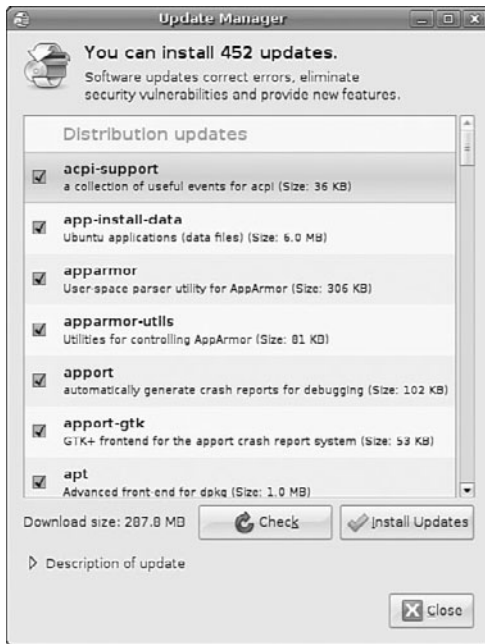 Update Manager
You can install 452 updates.
Software updates correct errors, eliminate
security vulnerabilities and provide new features.
Distribution updates
acpi-support
a collection of useful events for acpi (Size: 36 KB)
app-install-data
Ubuntu applications (data files) (Size: 6.0 MB)
apparmor
User-space parser utility for AppArmor (Size: 306 KB)
apparmor-utils
Utilities for controlling AppArmor (Size: 81 KB)
apport
automatically generate crash reports for debugging (Size: 102 KB)
apport-gtk
GTK+ frontend for the apport crash report system (Size: 53 KB)
apt
Advanced front-end for dpkg (Size: 1.0 MB)
Download size: 287.8 MB
Check
Install Updates
Description of update
Close